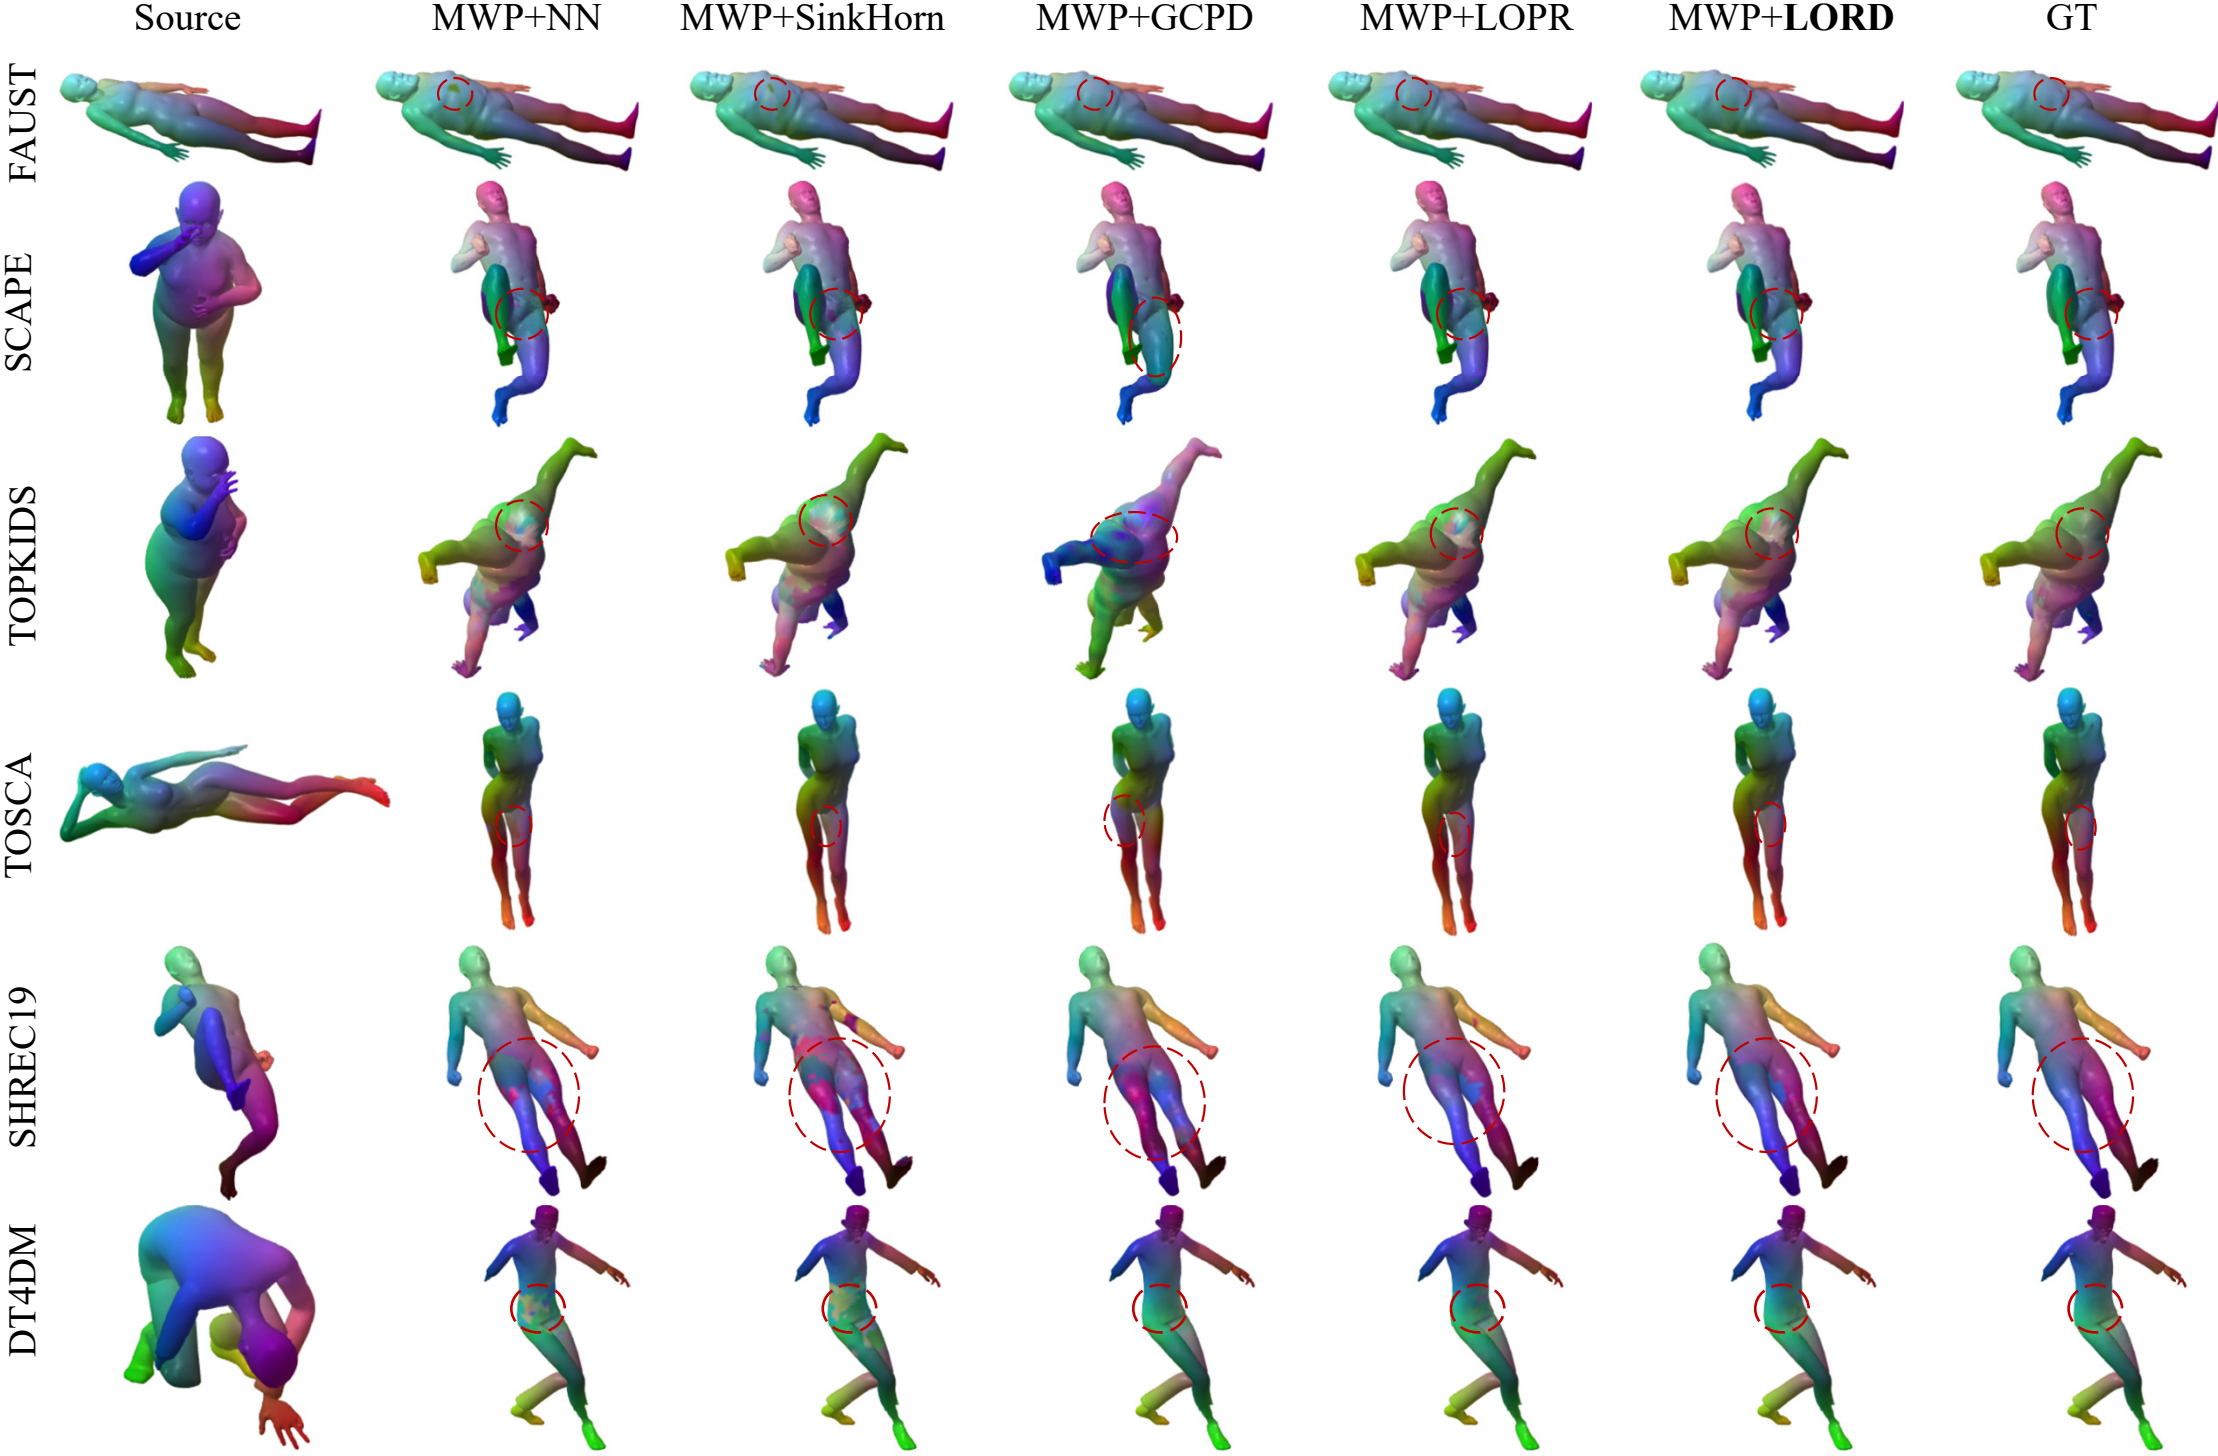 Source MWP+NN MWP+SinkHorn MWP+GCPD MWP+LOPR MWP+LORD GT
FAUST
SCAPE
TOPKIDS
TOSCA
SHREC19
DT4DM